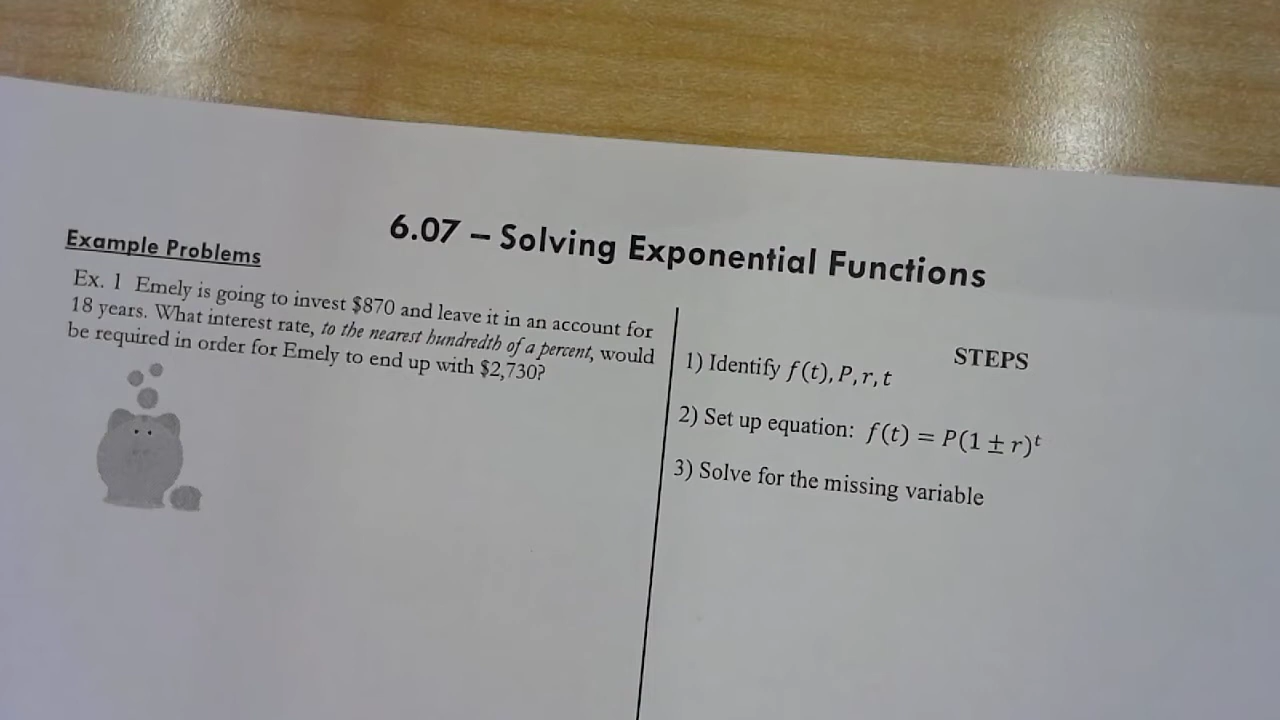 6.07 – Solving Exponential Functions
Example Problems
Ex. 1 Emely is going to invest $870 and leave it in an account for
18 years. What interest rate, to the nearest hundredth of a percent, would
be required in order for Emely to end up with $2,730?
STEPS
1) Identify f(t), P, r, t
2) Set up equation: f(t) = P(1 ± r)ᵗ
3) Solve for the missing variable